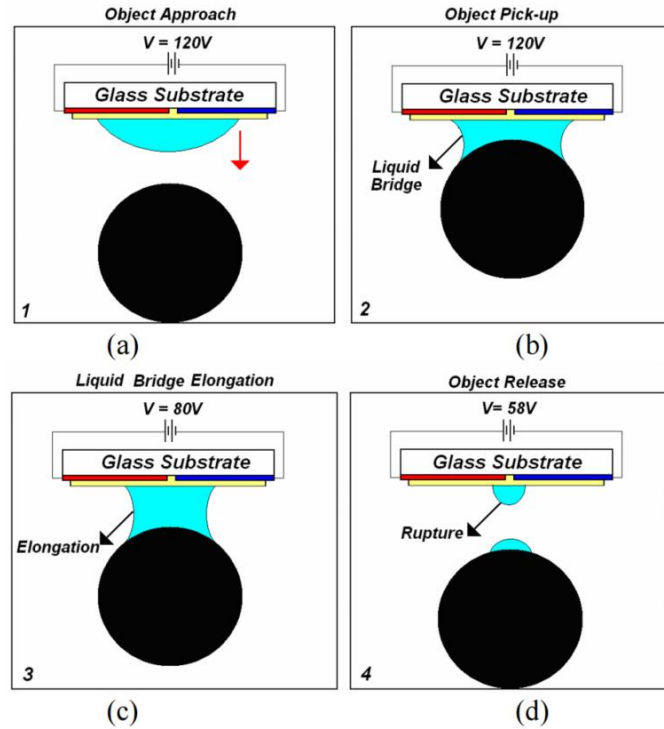 Object Approach
V = 120V
Glass Substrate
1
(a)
Object Pick-up
V = 120V
Glass Substrate
Liquid
Bridge
2
(b)
Liquid Bridge Elongation
V = 80V
Glass Substrate
Elongation
3
(c)
Object Release
V= 58V
Glass Substrate
Rupture
4
(d)